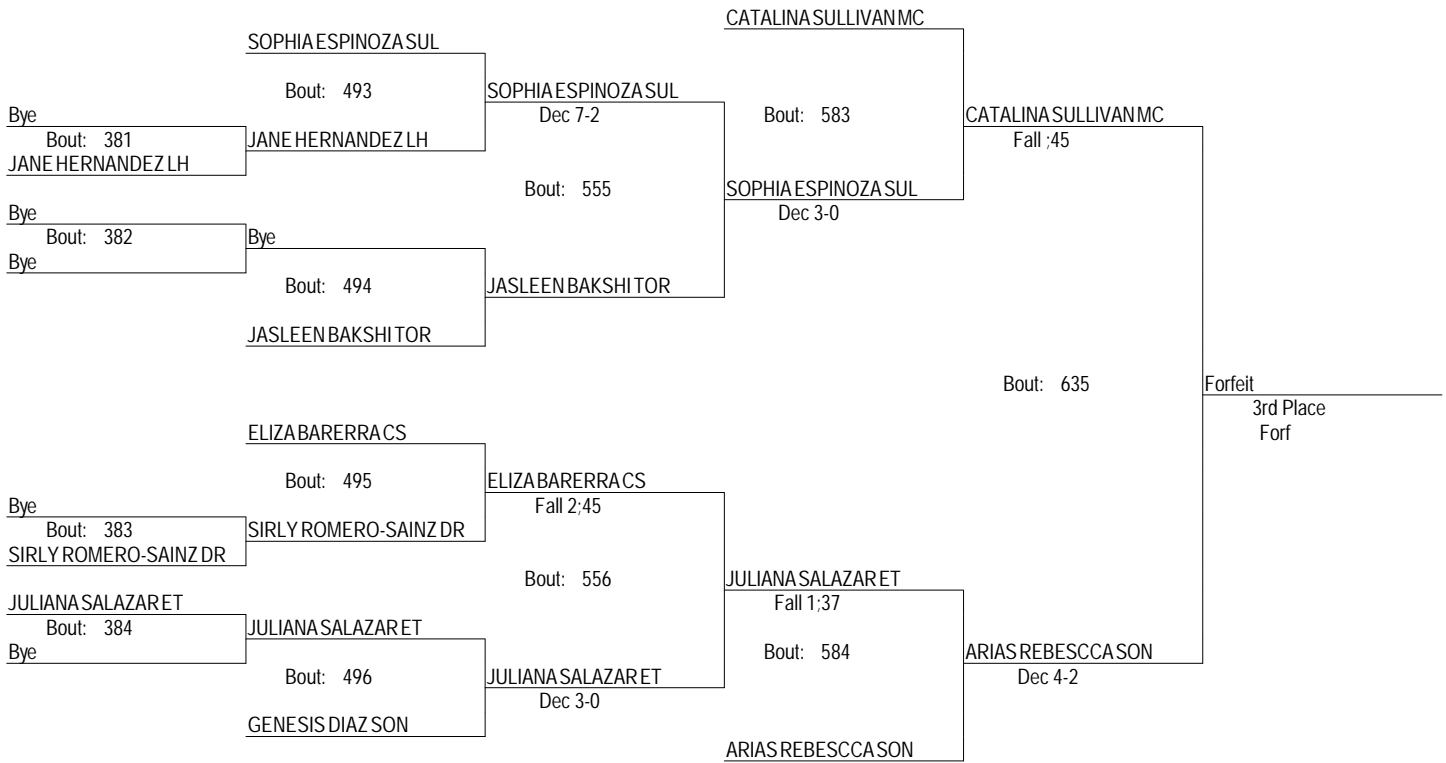 CATALINA SULLIVAN MC
SOPHIA ESPINOZA SUL
Bout: 493
SOPHIA ESPINOZA SUL
Dec 7-2
Bout: 583
CATALINA SULLIVAN MC
Fall ;45
Bye
Bout: 381
JANE HERNANDEZ LH
JANE HERNANDEZ LH
Bout: 555
SOPHIA ESPINOZA SUL
Dec 3-0
Bye
Bout: 382
Bye
Bye
Bout: 494
JASLEEN BAKSHI TOR
JASLEEN BAKSHI TOR
Bout: 635
Forfeit
3rd Place
Forf
ELIZA BARERRA CS
Bout: 495
ELIZA BARERRA CS
Fall 2;45
Bye
Bout: 383
SIRLY ROMERO-SAINZ DR
SIRLY ROMERO-SAINZ DR
Bout: 556
JULIANA SALAZAR ET
Fall 1;37
JULIANA SALAZAR ET
Bout: 384
Bye
JULIANA SALAZAR ET
Bout: 584
ARIAS REBESCCA SON
Dec 4-2
Bout: 496
JULIANA SALAZAR ET
Dec 3-0
GENESIS DIAZ SON
ARIAS REBESCCA SON